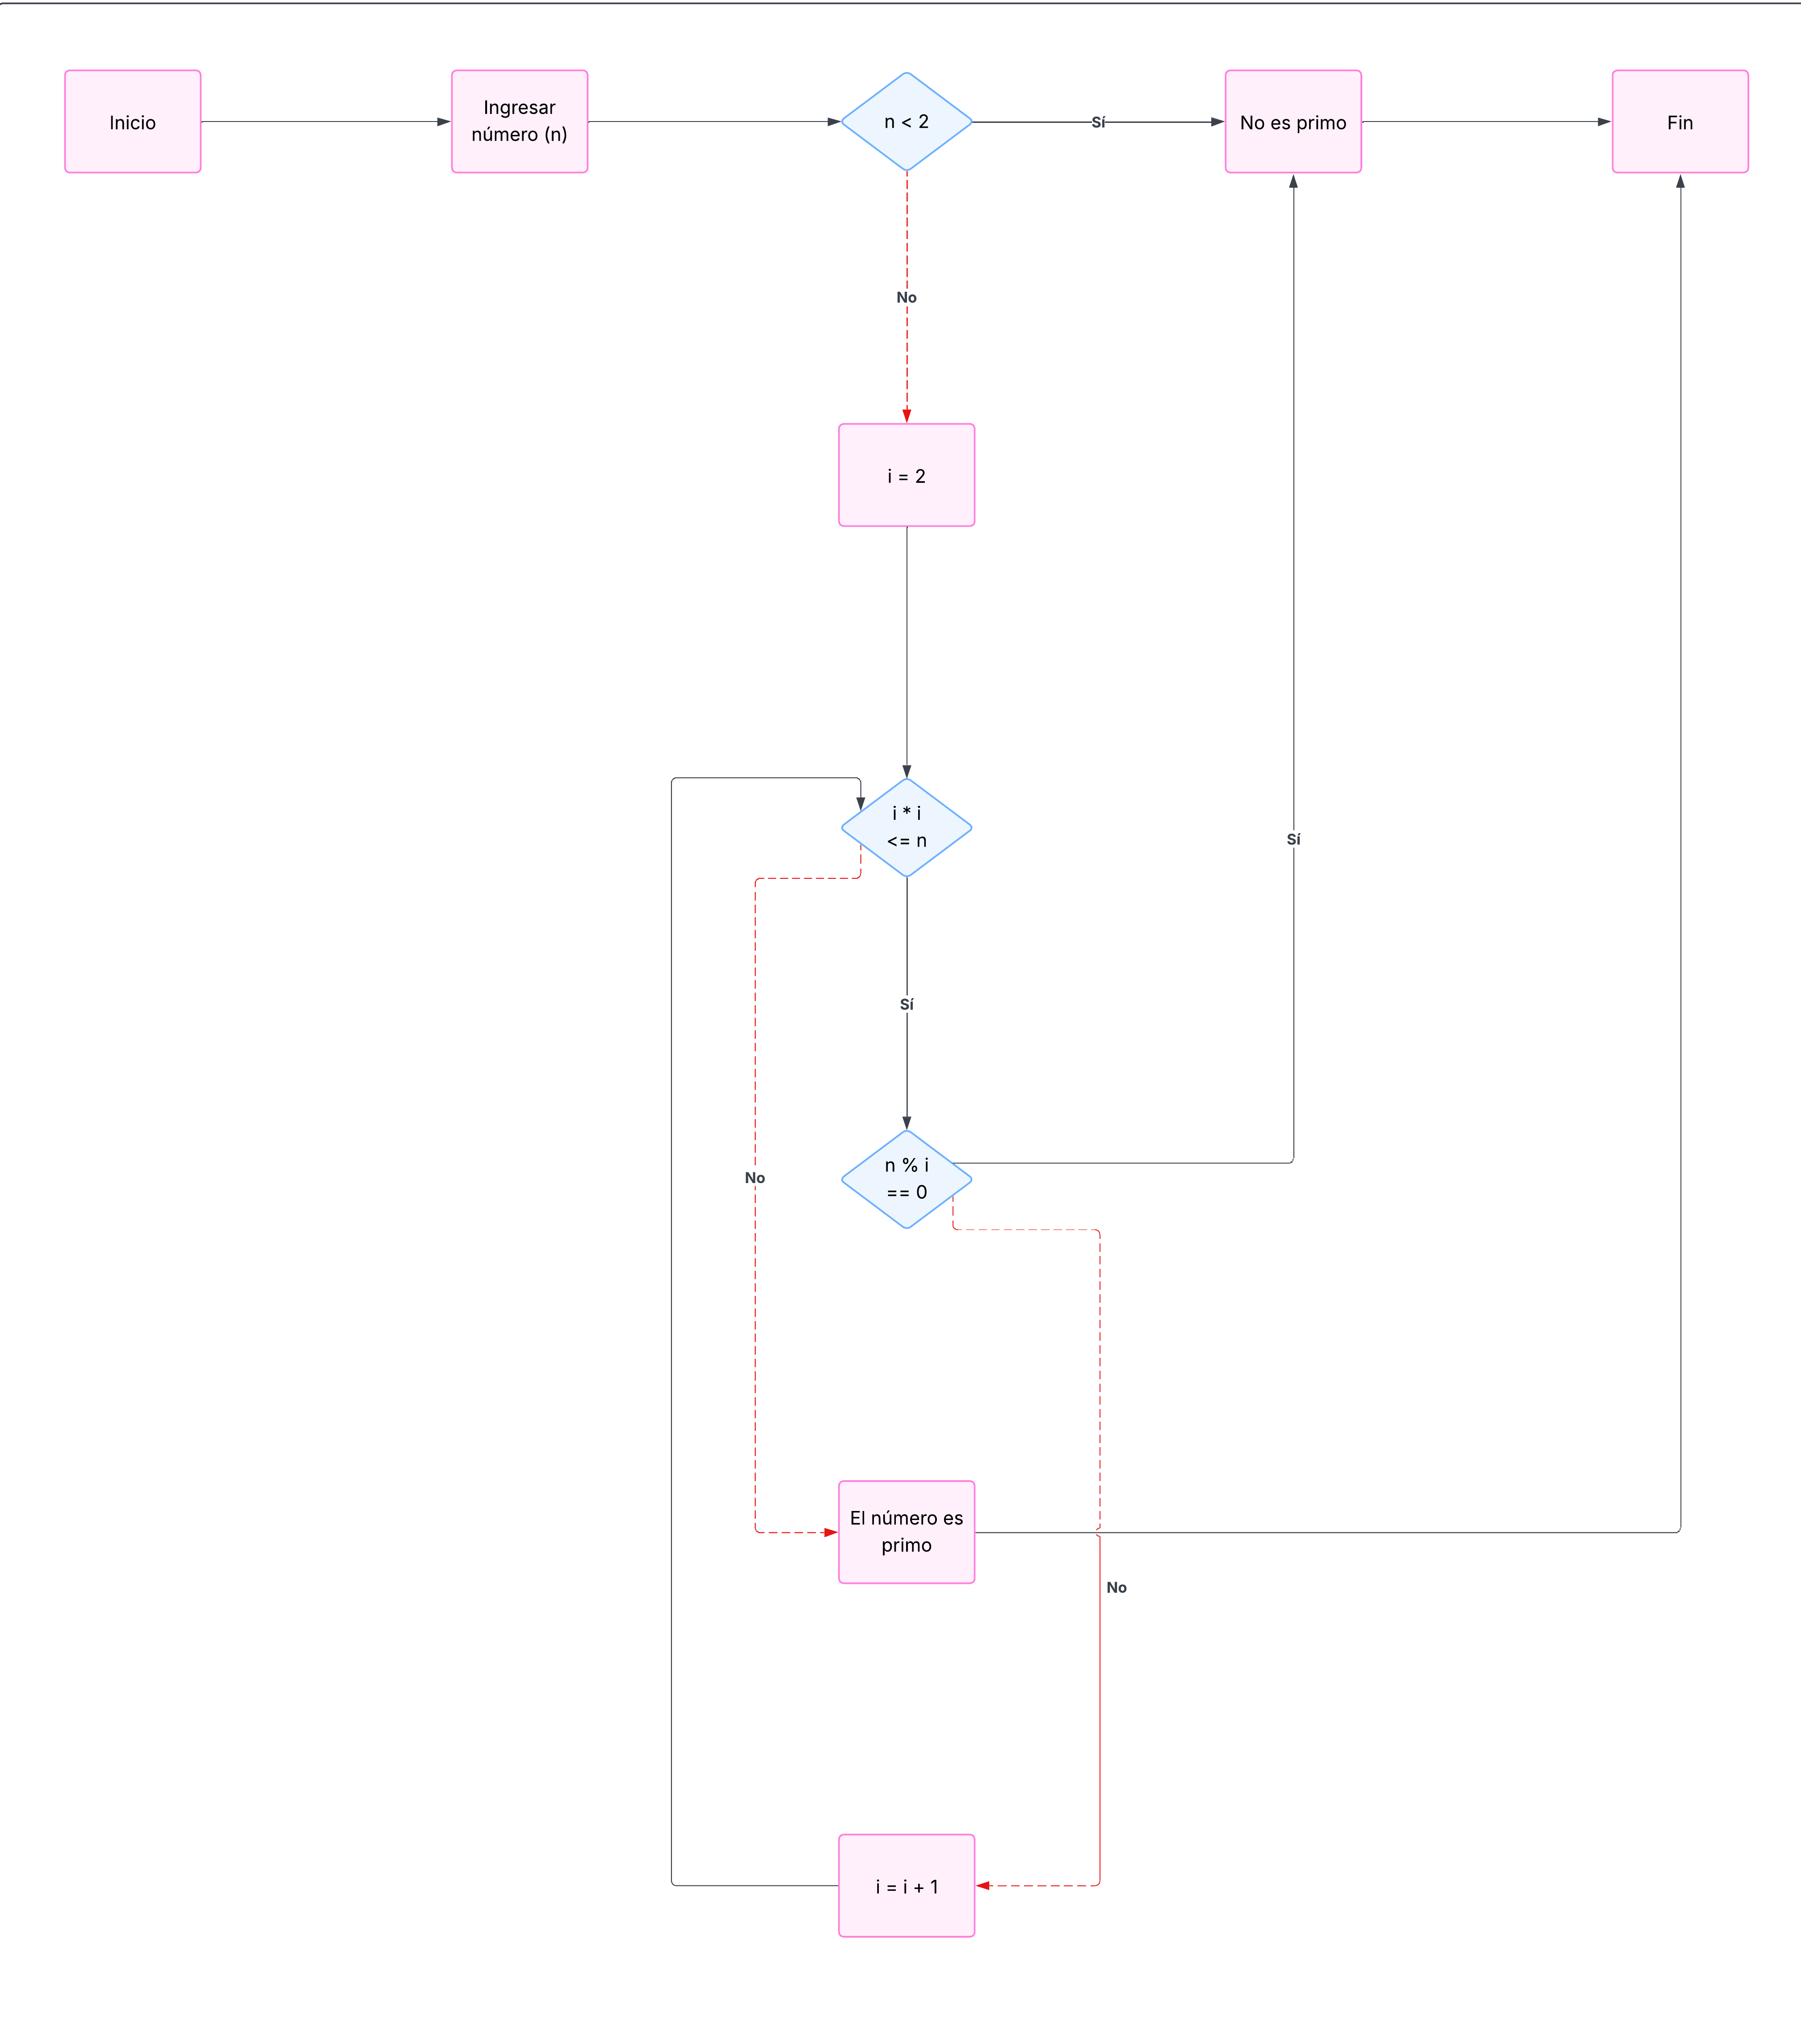 Inicio
Ingresar
número (n)
n < 2
Sí
No es primo
Fin
No
i = 2
i * i
<= n
Sí
Sí
n % i
== 0
No
El número es
primo
No
i = i + 1